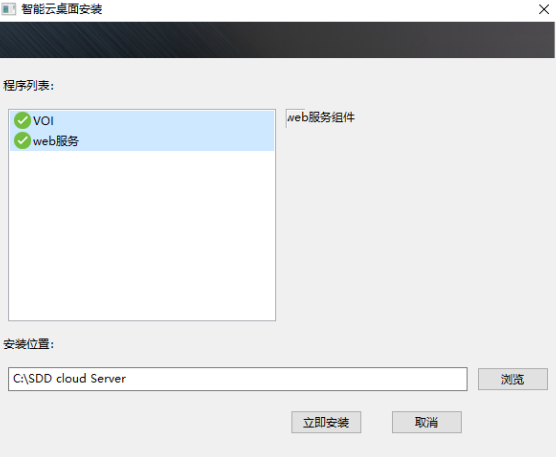 智能云桌面安装
程序列表:
VOI
web服务
web服务组件
安装位置:
C:\SDD cloud Server
浏览
立即安装
取消